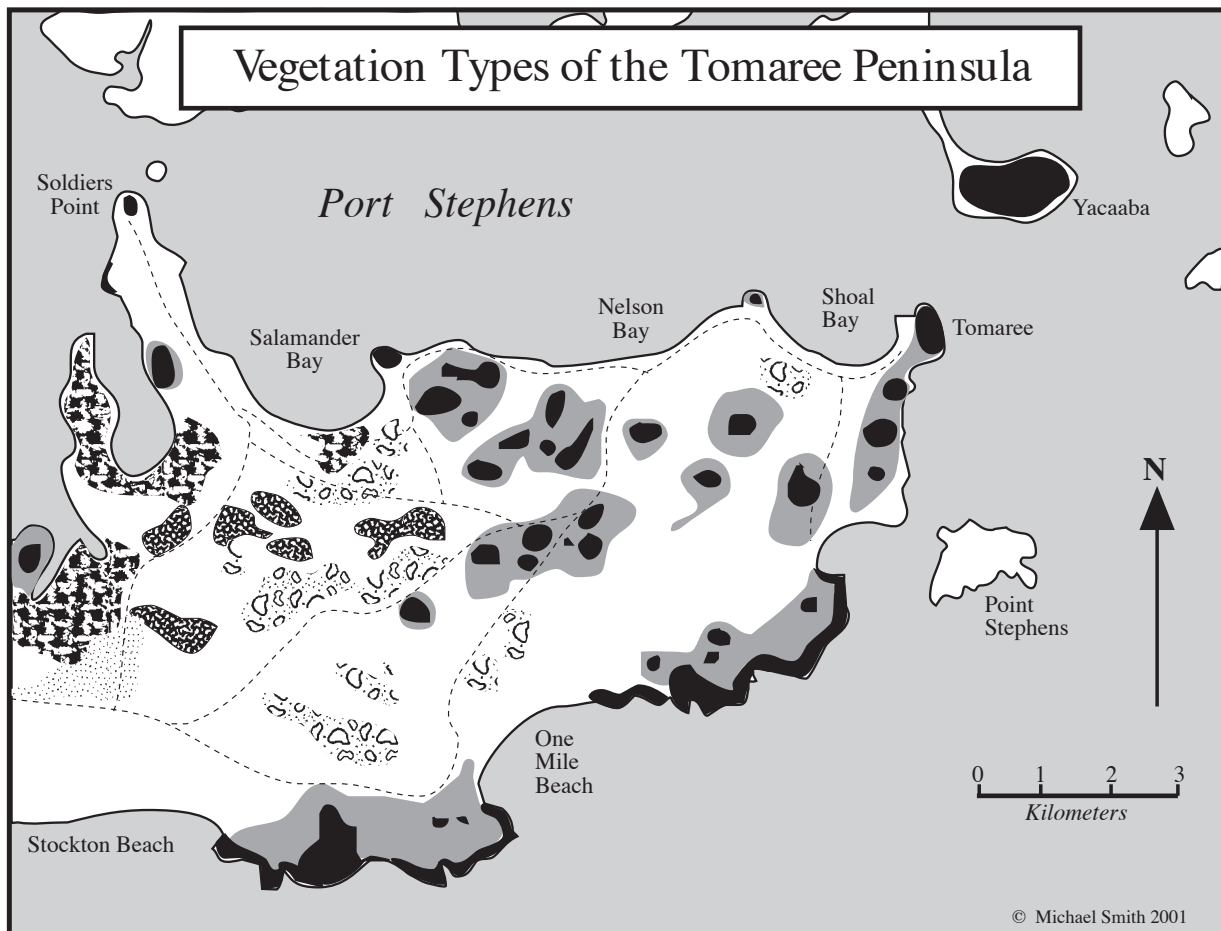 Vegetation Types of the Tomaree Peninsula
Soldiers
Point
Port Stephens
Yacaaba
Nelson
Bay
Shoal
Bay
Salamander
Bay
Tomaree
N
Point
Stephens
One
Mile
Beach
0 1 2 3
Kilometers
Stockton Beach
© Michael Smith 2001